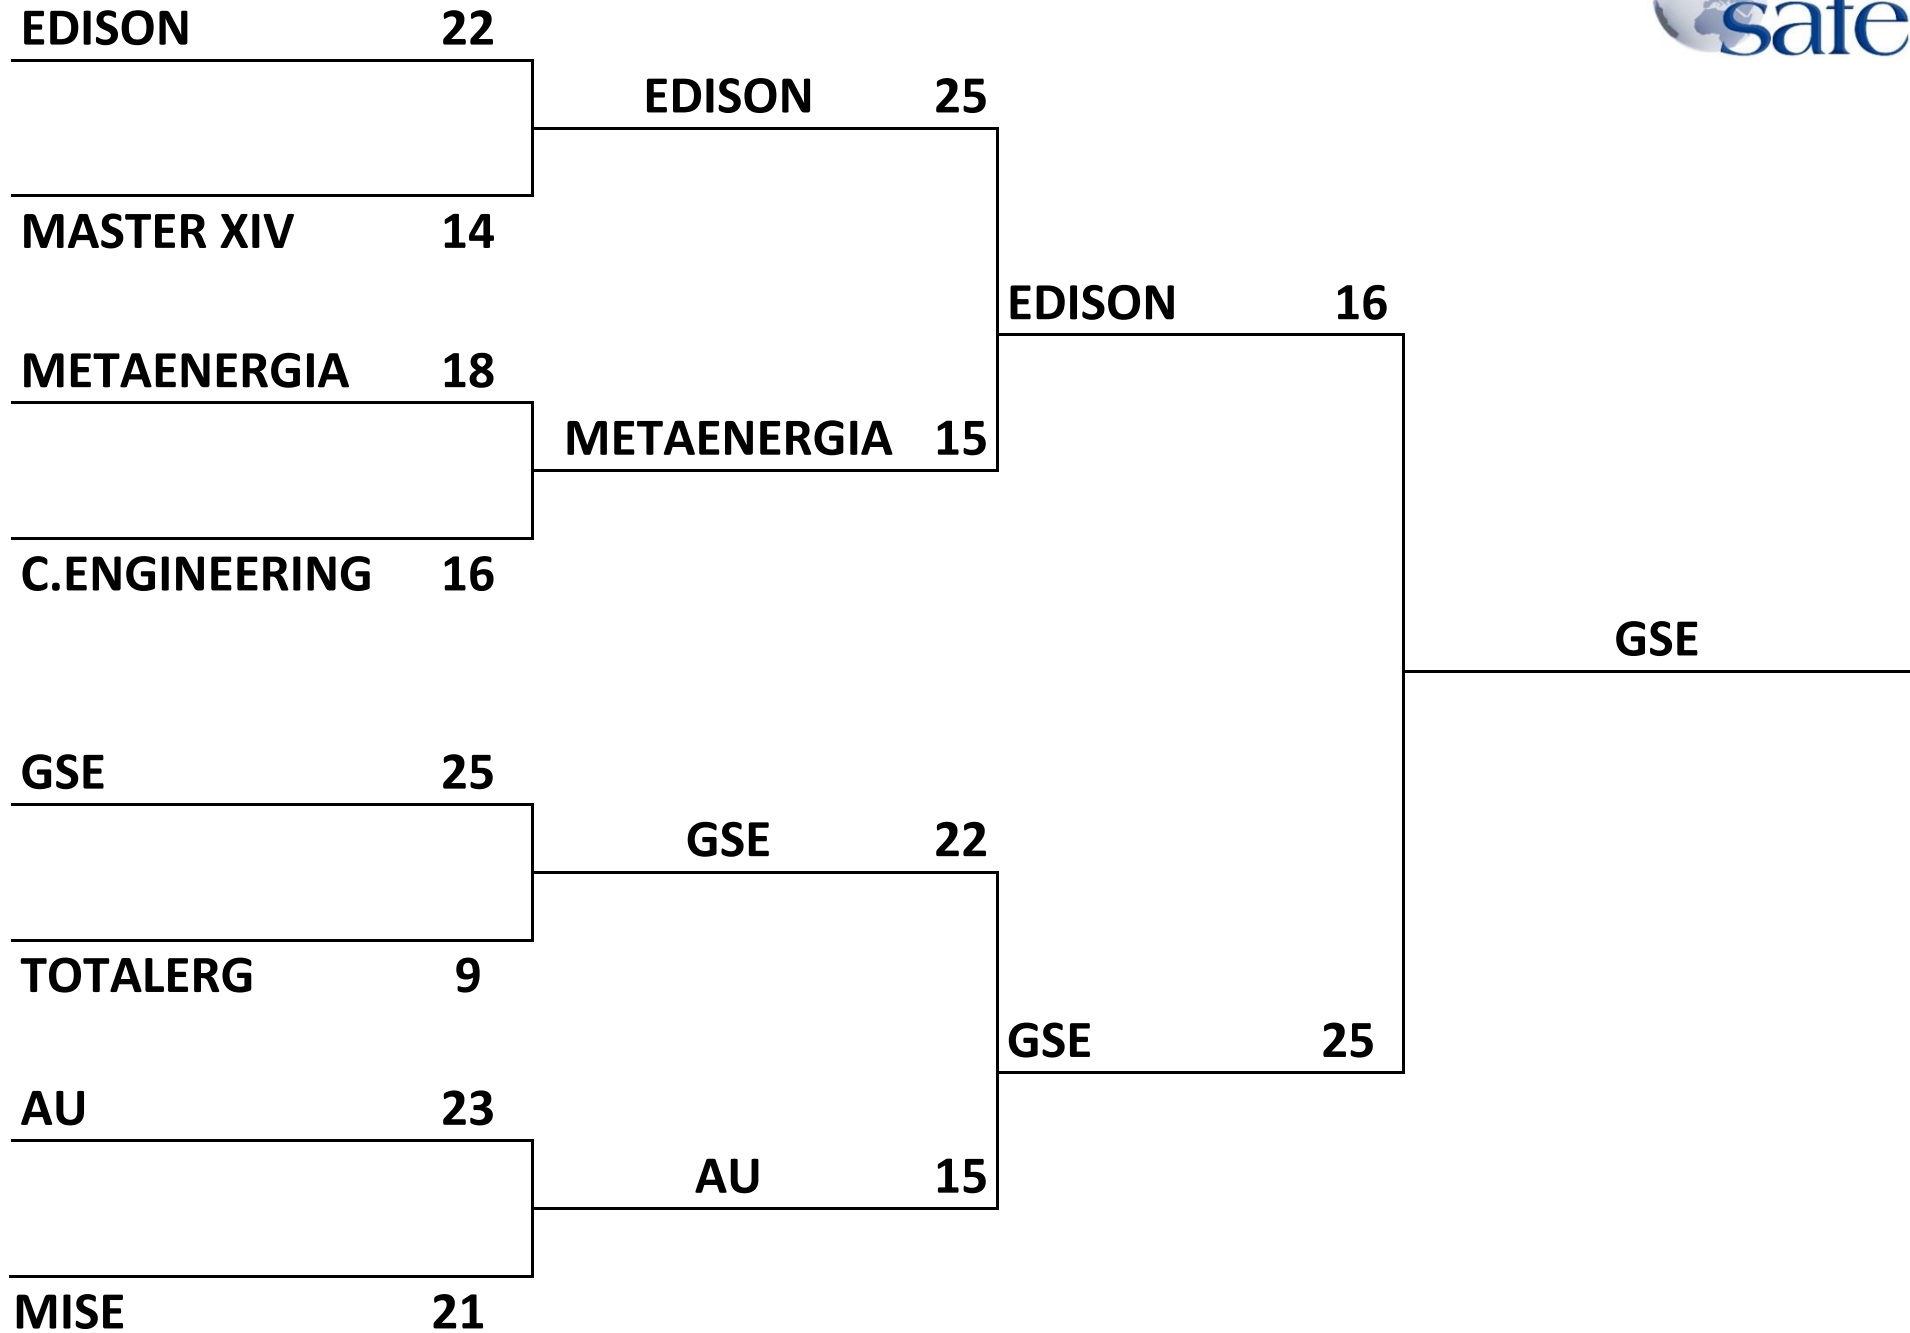 safe
EDISON 22
EDISON 25
MASTER XIV 14
EDISON 16
METAENERGIA 18
METAENERGIA 15
C.ENGINEERING 16
GSE
GSE 25
GSE 22
TOTALERG 9
GSE 25
AU 23
AU 15
MISE 21